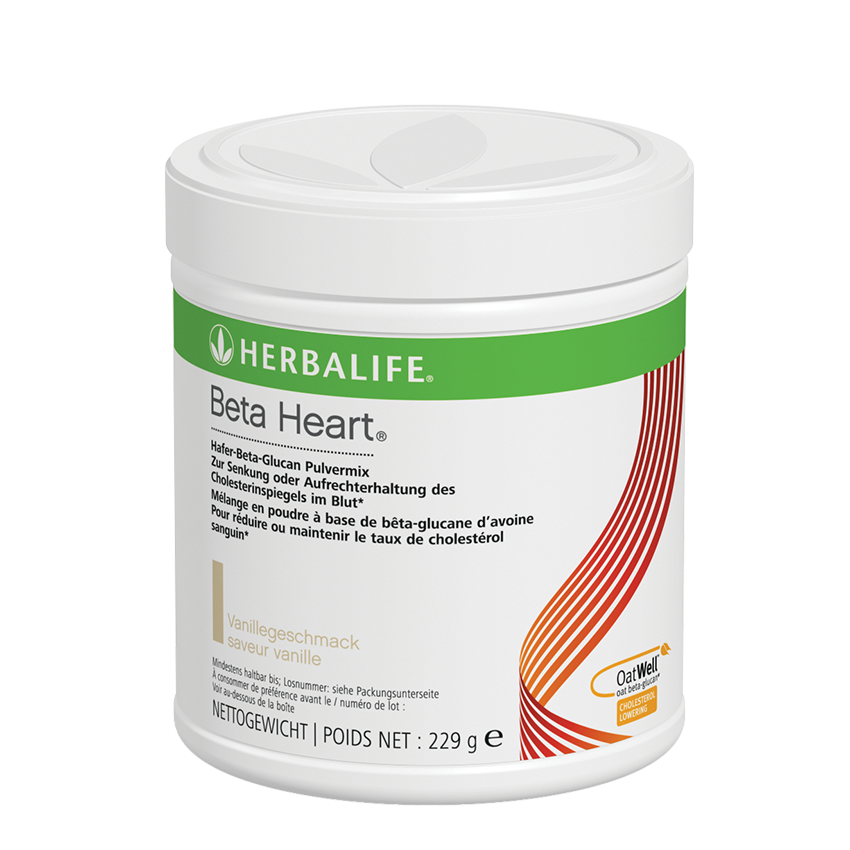 HERBALIFE®
Beta Heart®
Hafer-Beta-Glucan Pulvermix
Zur Senkung oder Aufrechterhaltung des
Cholesterinspiegels im Blut*
Mélange en poudre à base de bêta-glucane d'avoine
Pour réduire ou maintenir le taux de cholestérol
sanguin*
Vanillegeschmack
saveur vanille
Mindestens haltbar bis; Losnummer: siehe Packungsunterseite
À consommer de préférence avant le / numéro de lot :
Voir au-dessous de la boîte
NETTOGEWICHT | POIDS NET : 229 g ℮
OatWell™
oat beta-glucan*
CHOLESTEROL
LOWERING